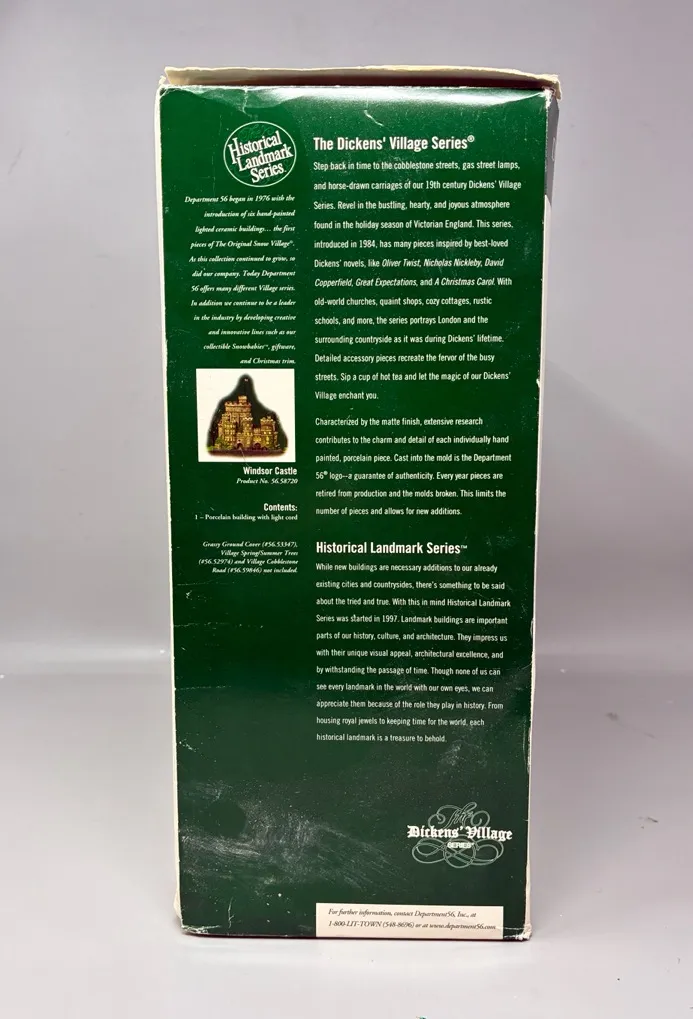 Historical
Landmark
Series
Department 56 began in 1976 with the
introduction of six hand-painted
lighted ceramic buildings... the first
pieces of The Original Snow Village®.
As this collection continued to grow, so
did our company. Today Department
56 offers many different Village series.
In addition we continue to be a leader
in the industry by developing creative
and innovative lines such as our
collectible Snowbabies™, giftware,
and Christmas trim.
Windsor Castle
Product No. 56.58720
Contents:
1 – Porcelain building with light cord
Grassy Ground Cover (#56.53347),
Village Spring/Summer Trees
(#56.52974) and Village Cobblestone
Road (#56.59846) not included.
The Dickens' Village Series®
Step back in time to the cobblestone streets, gas street lamps,
and horse-drawn carriages of our 19th century Dickens' Village
Series. Revel in the bustling, hearty, and joyous atmosphere
found in the holiday season of Victorian England. This series,
introduced in 1984, has many pieces inspired by best-loved
Dickens' novels, like Oliver Twist, Nicholas Nickleby, David
Copperfield, Great Expectations, and A Christmas Carol. With
old-world churches, quaint shops, cozy cottages, rustic
schools, and more, the series portrays London and the
surrounding countryside as it was during Dickens' lifetime.
Detailed accessory pieces recreate the fervor of the busy
streets. Sip a cup of hot tea and let the magic of our Dickens'
Village enchant you.
Characterized by the matte finish, extensive research
contributes to the charm and detail of each individually hand
painted, porcelain piece. Cast into the mold is the Department
56® logo--a guarantee of authenticity. Every year pieces are
retired from production and the molds broken. This limits the
number of pieces and allows for new additions.
Historical Landmark Series™
While new buildings are necessary additions to our already
existing cities and countrysides, there's something to be said
about the tried and true. With this in mind Historical Landmark
Series was started in 1997. Landmark buildings are important
parts of our history, culture, and architecture. They impress us
with their unique visual appeal, architectural excellence, and
by withstanding the passage of time. Though none of us can
see every landmark in the world with our own eyes, we can
appreciate them because of the role they play in history. From
housing royal jewels to keeping time for the world, each
historical landmark is a treasure to behold.
The
Dickens' Village
SERIES®
For further information, contact Department56, Inc., at
1-800-LIT-TOWN (548-8696) or at www.department56.com